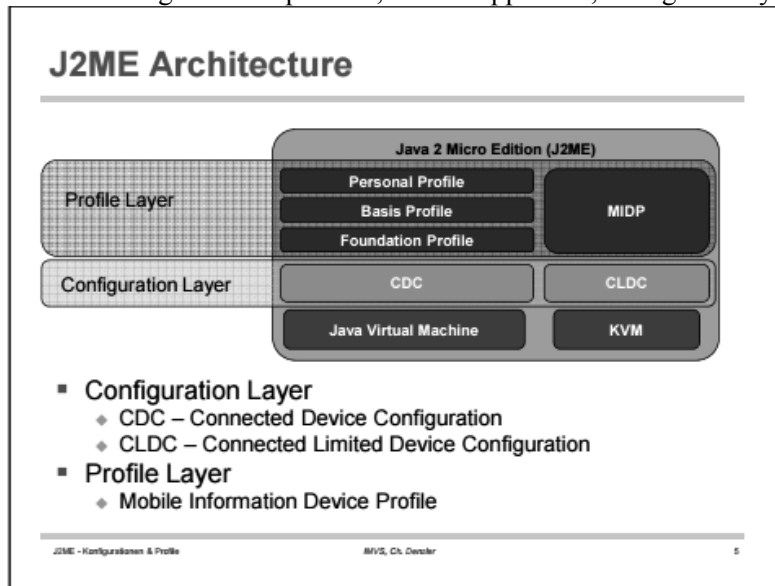 J2ME Architecture
Java 2 Micro Edition (J2ME)
Profile Layer
Personal Profile
Basis Profile
Foundation Profile
MIDP
Configuration Layer
CDC
CLDC
Java Virtual Machine
KVM
▪ Configuration Layer
◆ CDC – Connected Device Configuration
◆ CLDC – Connected Limited Device Configuration
▪ Profile Layer
◆ Mobile Information Device Profile
J2ME - Konfigurationen & Profile
IMVS, Ch. Denzler
5